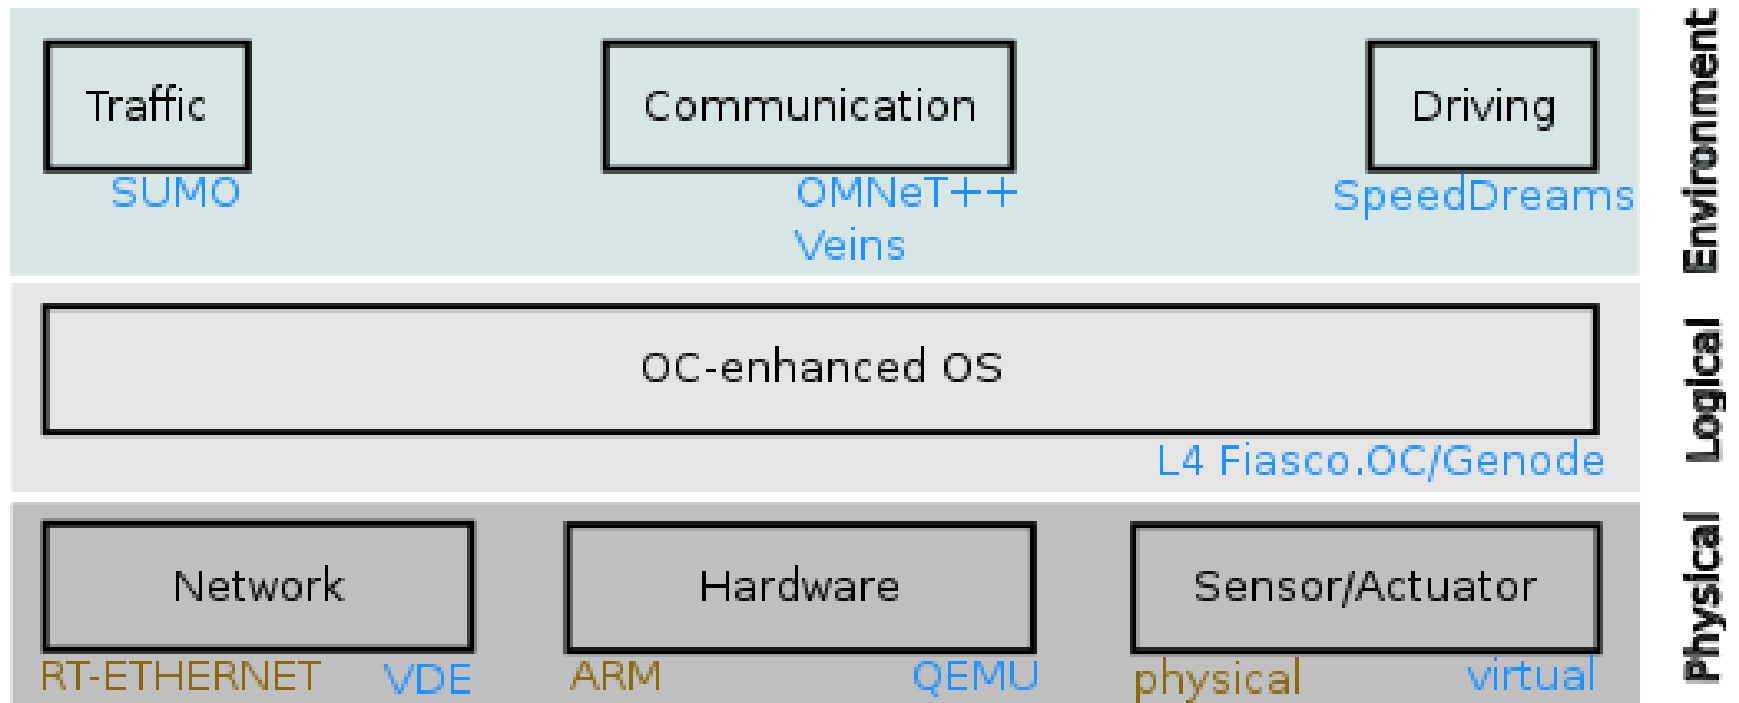 Traffic
SUMO
Communication
OMNeT++
Veins
Driving
SpeedDreams
Environment
OC-enhanced OS
L4 Fiasco.OC/Genode
Logical
Network
RT-ETHERNET VDE
Hardware
ARM QEMU
Sensor/Actuator
physical virtual
Physical